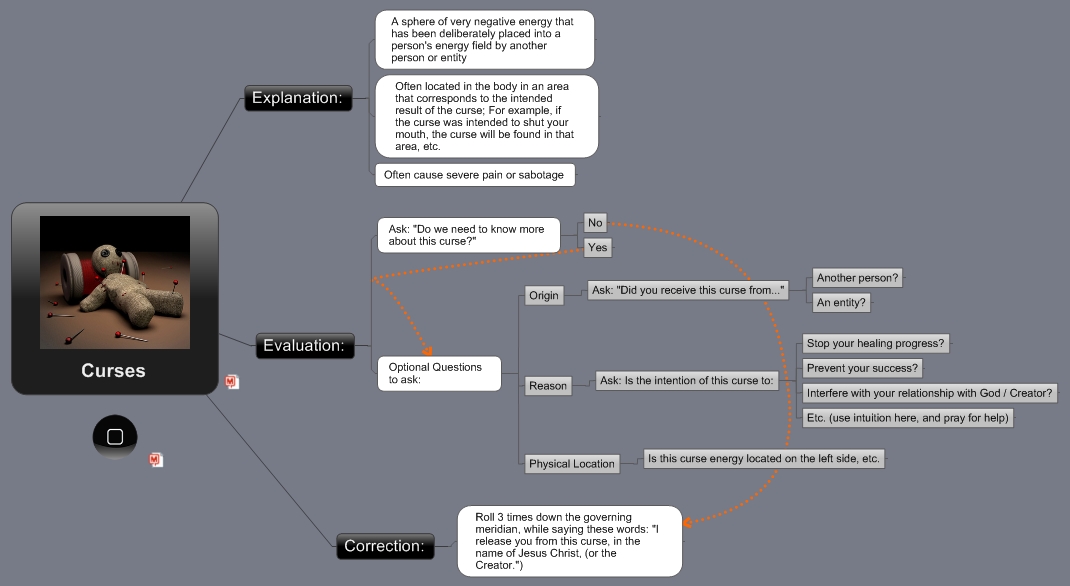 Curses
Explanation:
A sphere of very negative energy that
has been deliberately placed into a
person's energy field by another
person or entity
Often located in the body in an area
that corresponds to the intended
result of the curse; For example, if
the curse was intended to shut your
mouth, the curse will be found in that
area, etc.
Often cause severe pain or sabotage
Evaluation:
Ask: "Do we need to know more
about this curse?"
No
Yes
Optional Questions
to ask:
Origin
Ask: "Did you receive this curse from..."
Another person?
An entity?
Reason
Ask: Is the intention of this curse to:
Stop your healing progress?
Prevent your success?
Interfere with your relationship with God / Creator?
Etc. (use intuition here, and pray for help)
Physical Location
Is this curse energy located on the left side, etc.
Correction:
Roll 3 times down the governing
meridian, while saying these words: "I
release you from this curse, in the
name of Jesus Christ, (or the
Creator.")